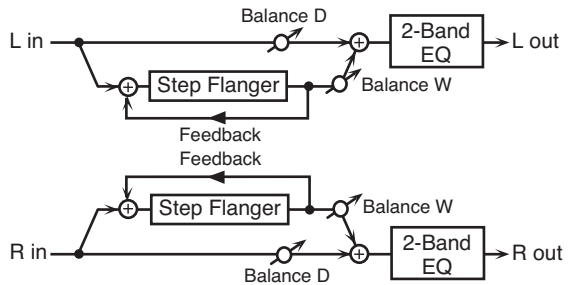 Balance D
L in
2-Band
EQ
L out
Step Flanger
Balance W
Feedback
Feedback
Step Flanger
Balance W
R in
2-Band
EQ
R out
Balance D